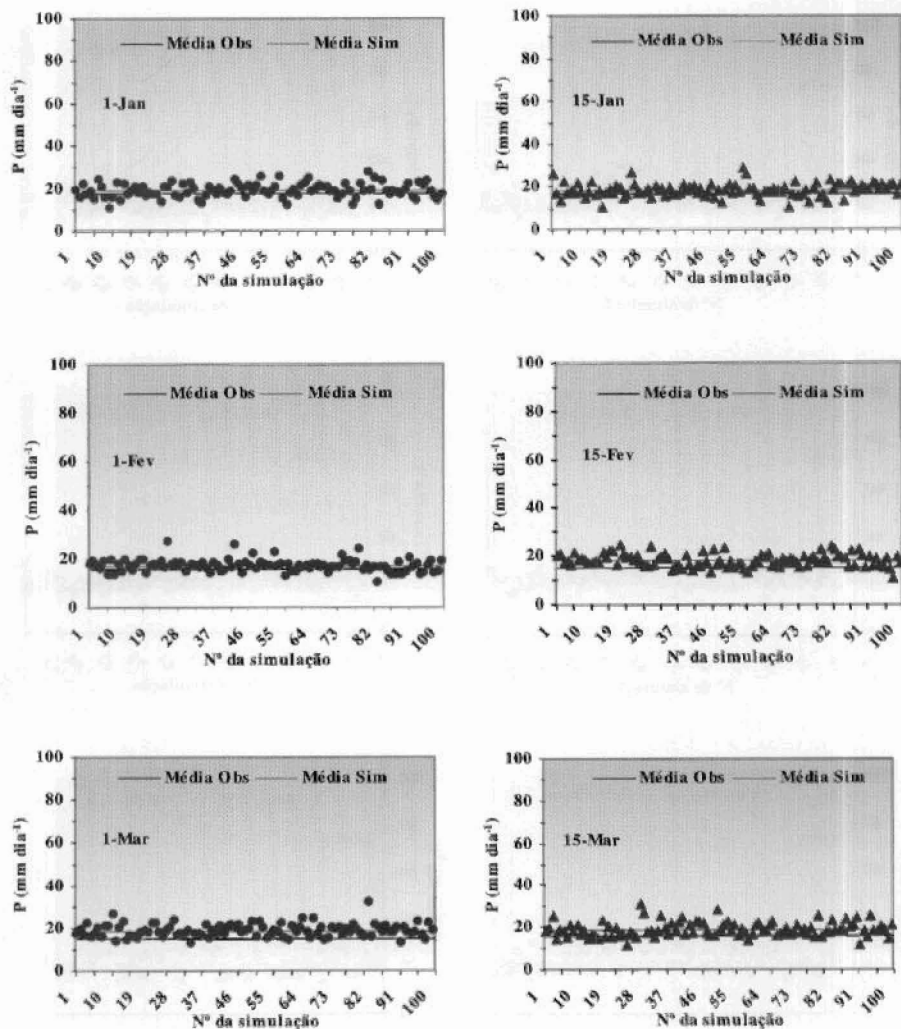 100
80
60
40
20
0
P (mm dia⁻¹)
Média Obs Média Sim
1-Jan
1 10 19 28 37 46 55 64 73 82 91 100
Nº da simulação
100
80
60
40
20
0
P (mm dia⁻¹)
Média Obs Média Sim
15-Jan
1 10 19 28 37 46 55 64 73 82 91 100
Nº da simulação
100
80
60
40
20
0
P (mm dia⁻¹)
Média Obs Média Sim
1-Fev
1 10 19 28 37 46 55 64 73 82 91 100
Nº da simulação
100
80
60
40
20
0
P (mm dia⁻¹)
Média Obs Média Sim
15-Fev
1 10 19 28 37 46 55 64 73 82 91 100
Nº da simulação
100
80
60
40
20
0
P (mm dia⁻¹)
Média Obs Média Sim
1-Mar
1 10 19 28 37 46 55 64 73 82 91 100
Nº da simulação
100
80
60
40
20
0
P (mm dia⁻¹)
Média Obs Média Sim
15-Mar
1 10 19 28 37 46 55 64 73 82 91 100
Nº da simulação